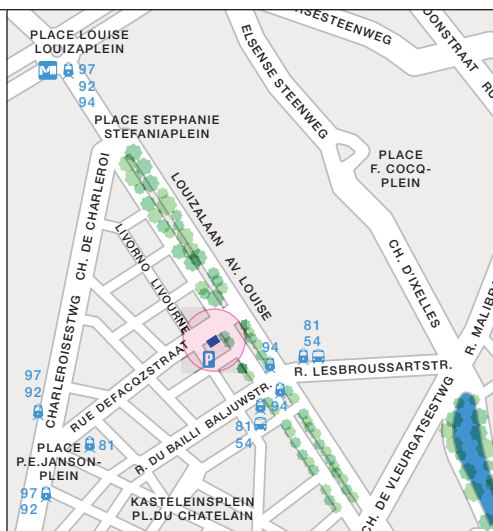 PLACE LOUISE
LOUIZAPLEIN
M 97
92
94
ELSENSE STEENWEG
PLACE STEPHANIE
STEFANIAPLEIN
PLACE
F. COCQ-
PLEIN
CH. DE CHARLEROI
LOUIZALAAN AV. LOUISE
LIVORNO LIVOURNE
CH. D'IXELLES
CHARLEROISESTWG
RUE DEFACQZSTRAAT
P
94
81
54
R. LESBROUSSARTSTR.
97
92
R. DU BAILLI BALJUWSTR.
94
81
54
PLACE
P.E.JANSON-
PLEIN
81
97
92
KASTELEINSPLEIN
PL.DU CHATELAIN
CH. DE VLEURGATSESTWG